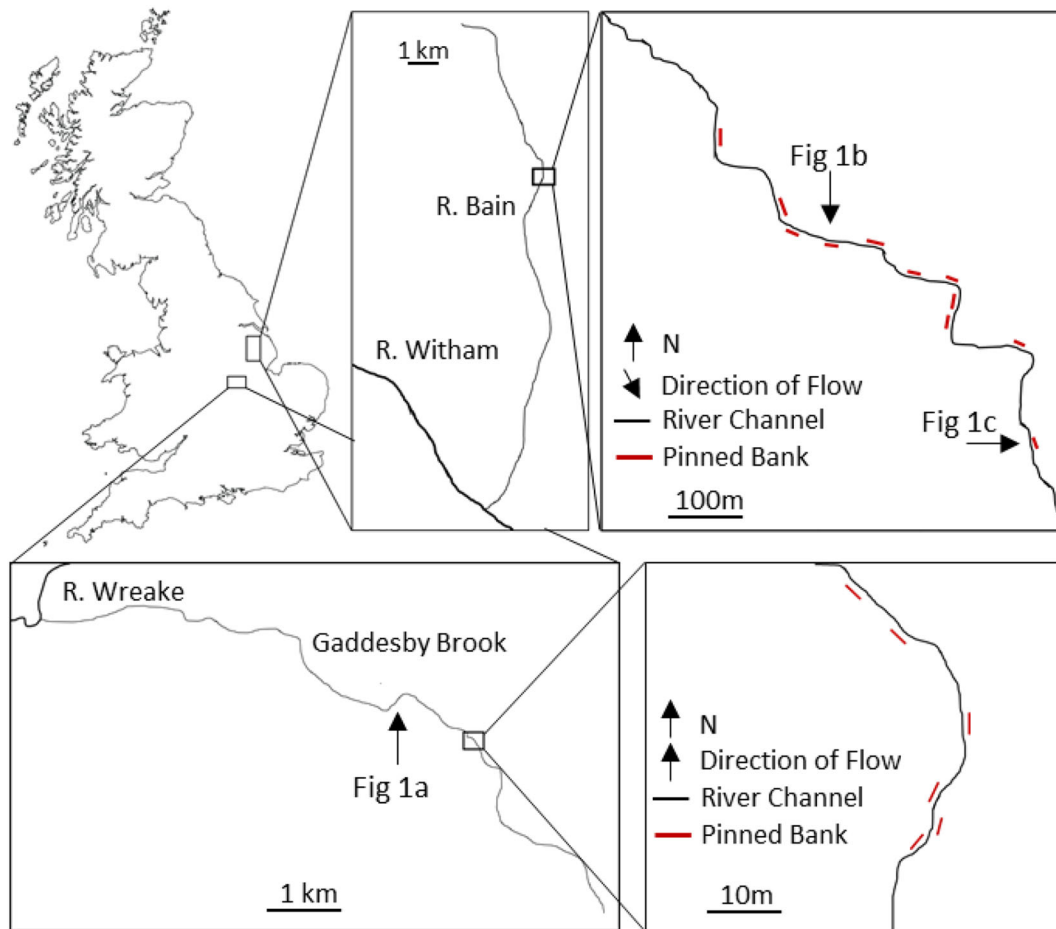 1 km
R. Bain
R. Witham
Fig 1b
N
Direction of Flow
River Channel
Fig 1c
Pinned Bank
100m
R. Wreake
Gaddesby Brook
Fig 1a
1 km
N
Direction of Flow
River Channel
Pinned Bank
10m